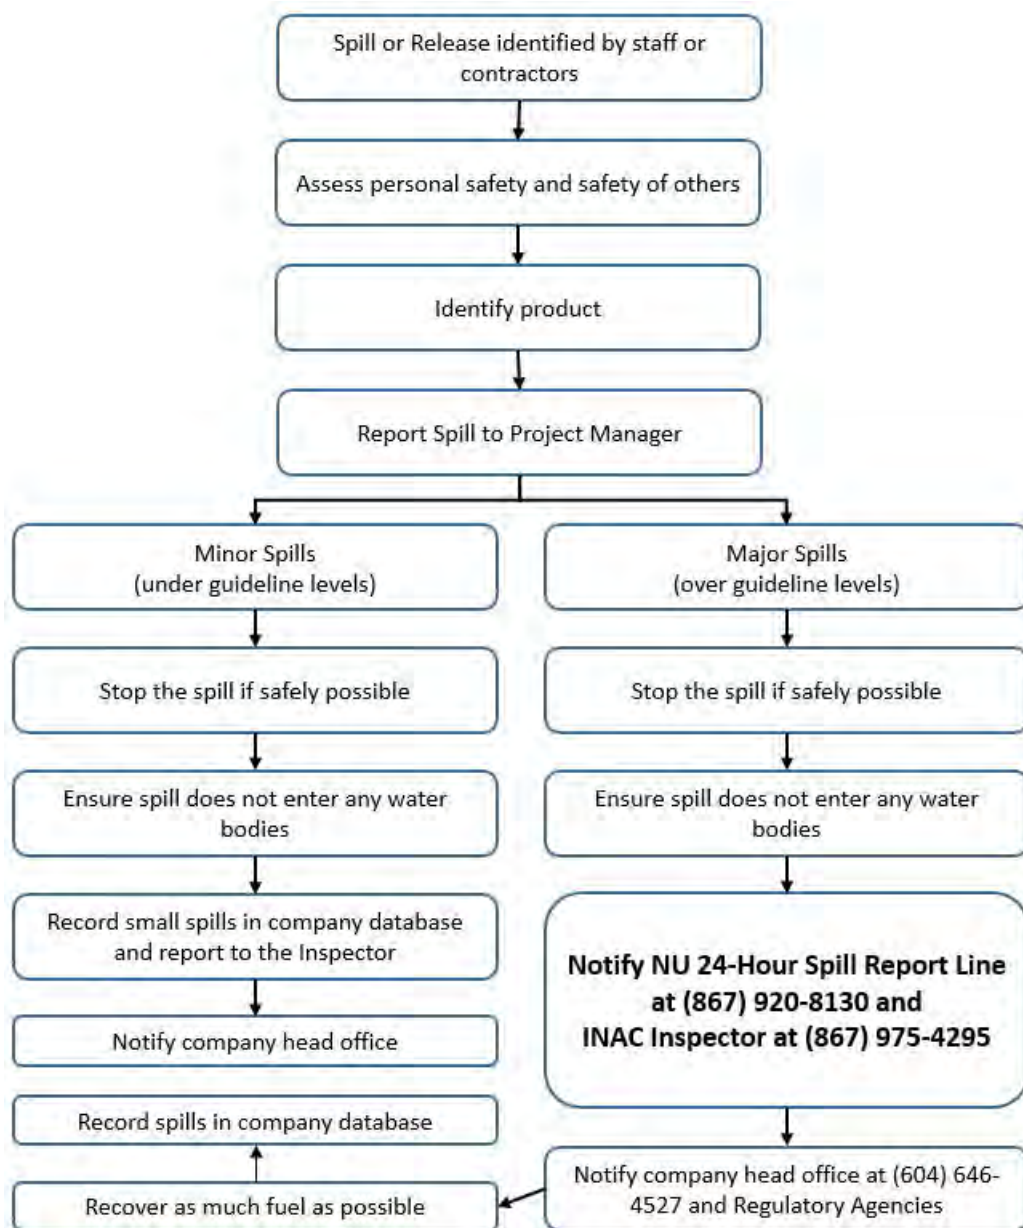 Spill or Release identified by staff or
contractors
Assess personal safety and safety of others
Identify product
Report Spill to Project Manager
Minor Spills
(under guideline levels)
Major Spills
(over guideline levels)
Stop the spill if safely possible
Stop the spill if safely possible
Ensure spill does not enter any water
bodies
Ensure spill does not enter any water
bodies
Record small spills in company database
and report to the Inspector
Notify NU 24-Hour Spill Report Line
at (867) 920-8130 and
INAC Inspector at (867) 975-4295
Notify company head office
Record spills in company database
Notify company head office at (604) 646-
4527 and Regulatory Agencies
Recover as much fuel as possible